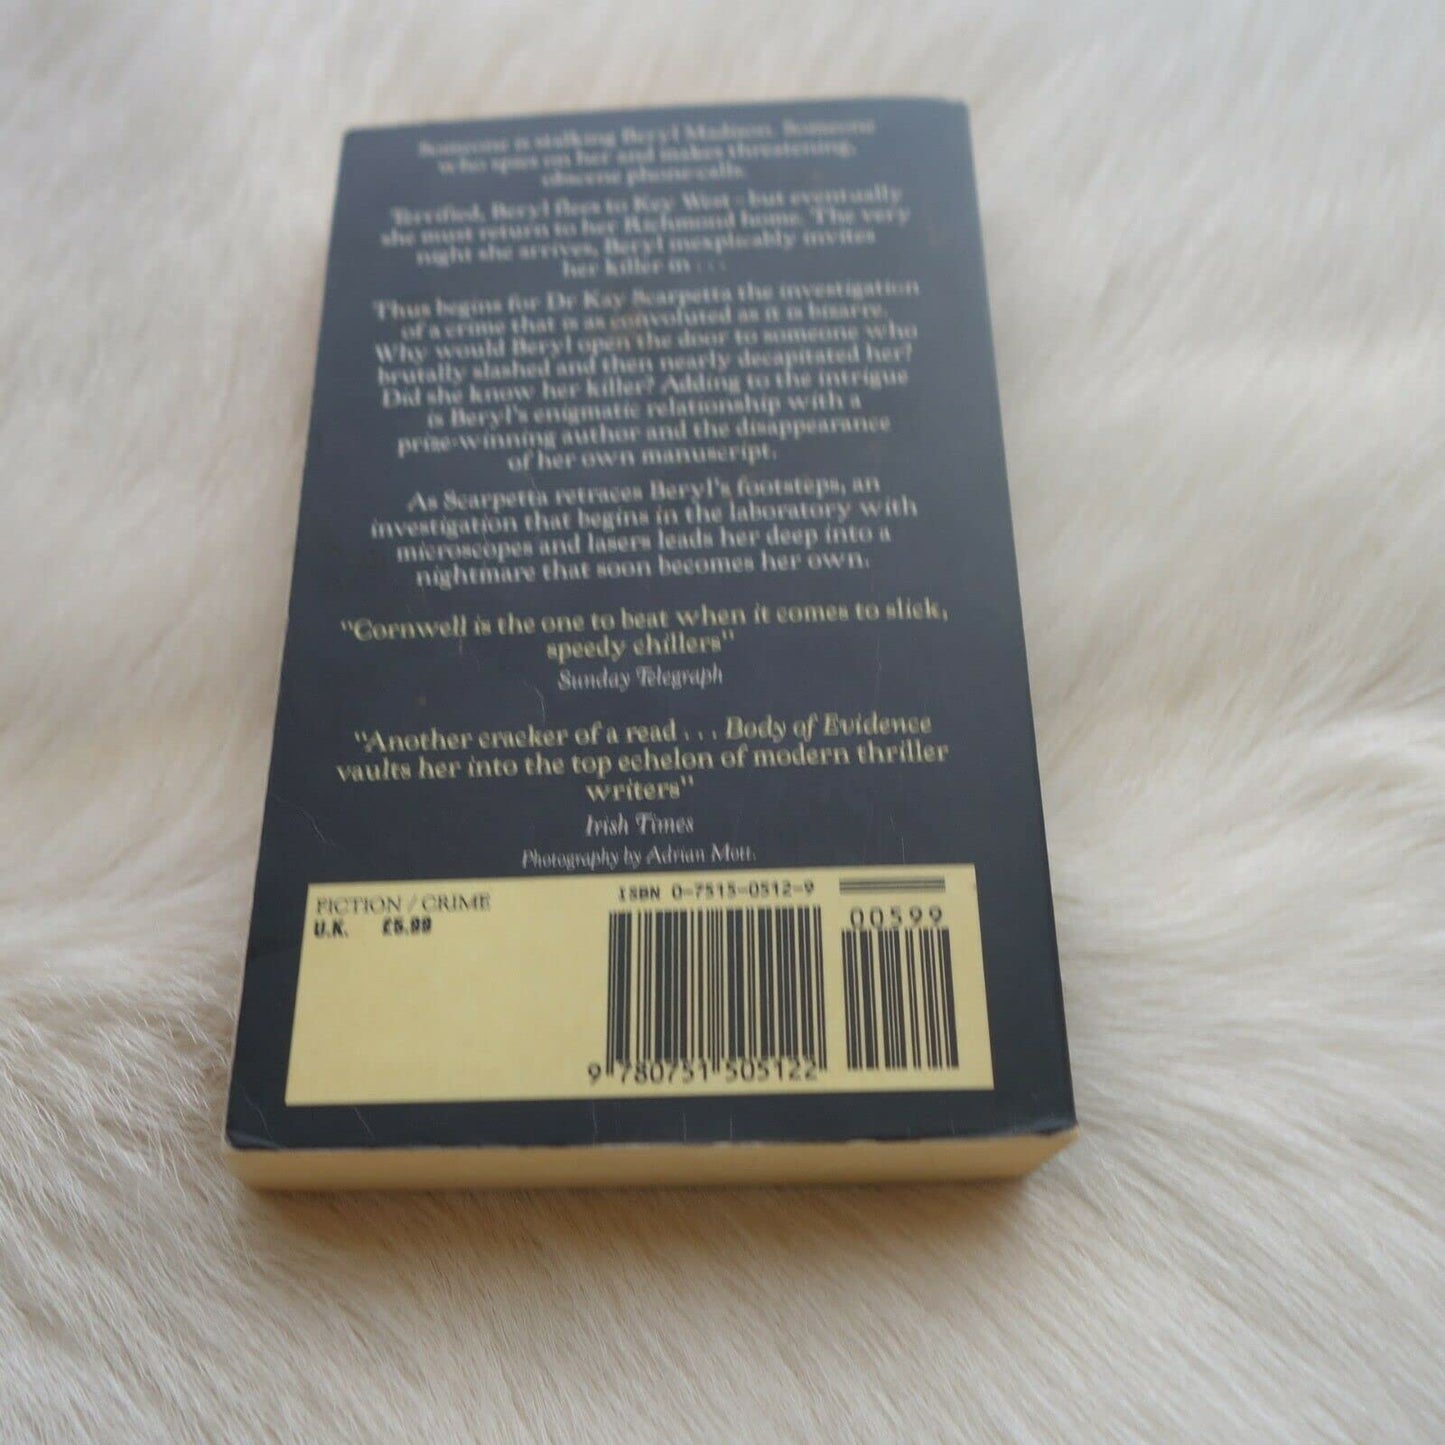 Someone is stalking Beryl Madison. Someone
who spies on her and makes threatening,
obscene phone-calls.
Terrified, Beryl flees to Key West - but eventually
she must return to her Richmond home. The very
night she arrives, Beryl inexplicably invites
her killer in . . .
Thus begins for Dr Kay Scarpetta the investigation
of a crime that is as convoluted as it is bizarre.
Why would Beryl open the door to someone who
brutally slashed and then nearly decapitated her?
Did she know her killer? Adding to the intrigue
is Beryl's enigmatic relationship with a
prize-winning author and the disappearance
of her own manuscript.
As Scarpetta retraces Beryl's footsteps, an
investigation that begins in the laboratory with
microscopes and lasers leads her deep into a
nightmare that soon becomes her own.
"Cornwell is the one to beat when it comes to slick,
speedy chillers"
Sunday Telegraph
"Another cracker of a read . . . Body of Evidence
vaults her into the top echelon of modern thriller
writers"
Irish Times
Photography by Adrian Mott.
FICTION / CRIME
U.K. £5.99
ISBN 0-7515-0512-9
00599
9 780751 505122